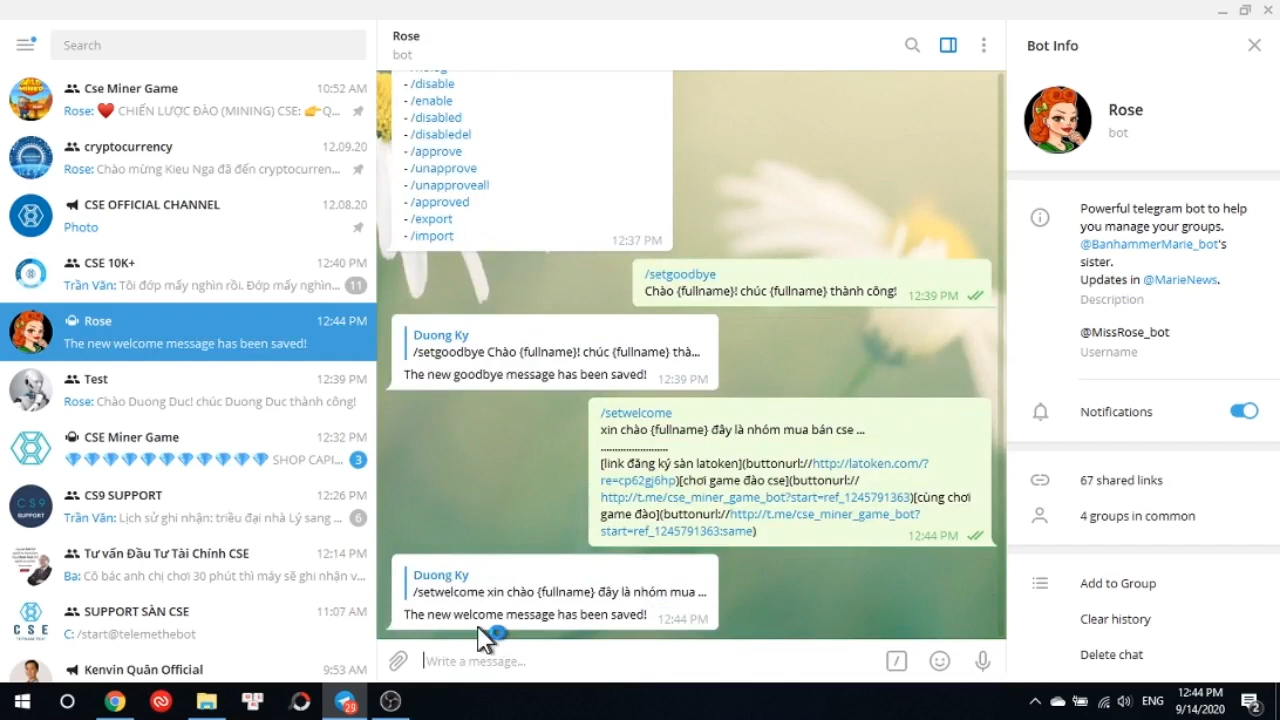 Search
Cse Miner Game 10:52 AM
Rose: ❤️ CHIẾN LƯỢC ĐÀO (MINING) CSE: 👉Q...
cryptocurrency 12.09.20
Rose: Chào mừng Kieu Nga đã đến cryptocurren...
CSE OFFICIAL CHANNEL 12.08.20
Photo
CSE 10K+ 12:40 PM
Trần Văn: Tôi đớp mấy nghìn rồi. Đớp mấy nghìn... 11
Rose 12:44 PM
The new welcome message has been saved!
Test 12:39 PM
Rose: Chào Duong Duc! chúc Duong Duc thành công!
CSE Miner Game 12:32 PM
💎💎💎💎💎💎💎💎💎💎 SHOP CAPI... 3
CS9 SUPPORT 12:26 PM
Trần Văn: Lịch sử ghi nhận: triều đại nhà Lý sang ... 6
Tư vấn Đầu Tư Tài Chính CSE 12:14 PM
Ba: Cô bác anh chị chơi 30 phút thì máy sẽ ghi nhận v...
SUPPORT SÀN CSE 11:07 AM
C: /start@telemethebot
Kenvin Quân Official 9:53 AM
CS9
SUPPORT
CSE
Rose
bot
- /disable
- /enable
- /disabled
- /disabledel
- /approve
- /unapprove
- /unapproveall
- /approved
- /export
- /import
12:37 PM
/setgoodbye
Chào {fullname}! chúc {fullname} thành công! 12:39 PM
Duong Ky
/setgoodbye Chào {fullname}! chúc {fullname} thà...
The new goodbye message has been saved! 12:39 PM
/setwelcome
xin chào {fullname} đây là nhóm mua bán cse ...
........................
[link đăng ký sàn latoken](buttonurl://http://latoken.com/?
re=cp62gj6hp)[chơi game đào cse](buttonurl://
http://t.me/cse_miner_game_bot?start=ref_1245791363)[cùng chơi
game đào](buttonurl://http://t.me/cse_miner_game_bot?
start=ref_1245791363:same)
12:44 PM
Duong Ky
/setwelcome xin chào {fullname} đây là nhóm mua ...
The new welcome message has been saved! 12:44 PM
Write a message...
Bot Info
Rose
bot
Powerful telegram bot to help
you manage your groups.
@BanhammerMarie_bot's
sister.
Updates in @MarieNews.
Description
@MissRose_bot
Username
Notifications
67 shared links
4 groups in common
Add to Group
Clear history
Delete chat
29
ENG
12:44 PM
9/14/2020
2